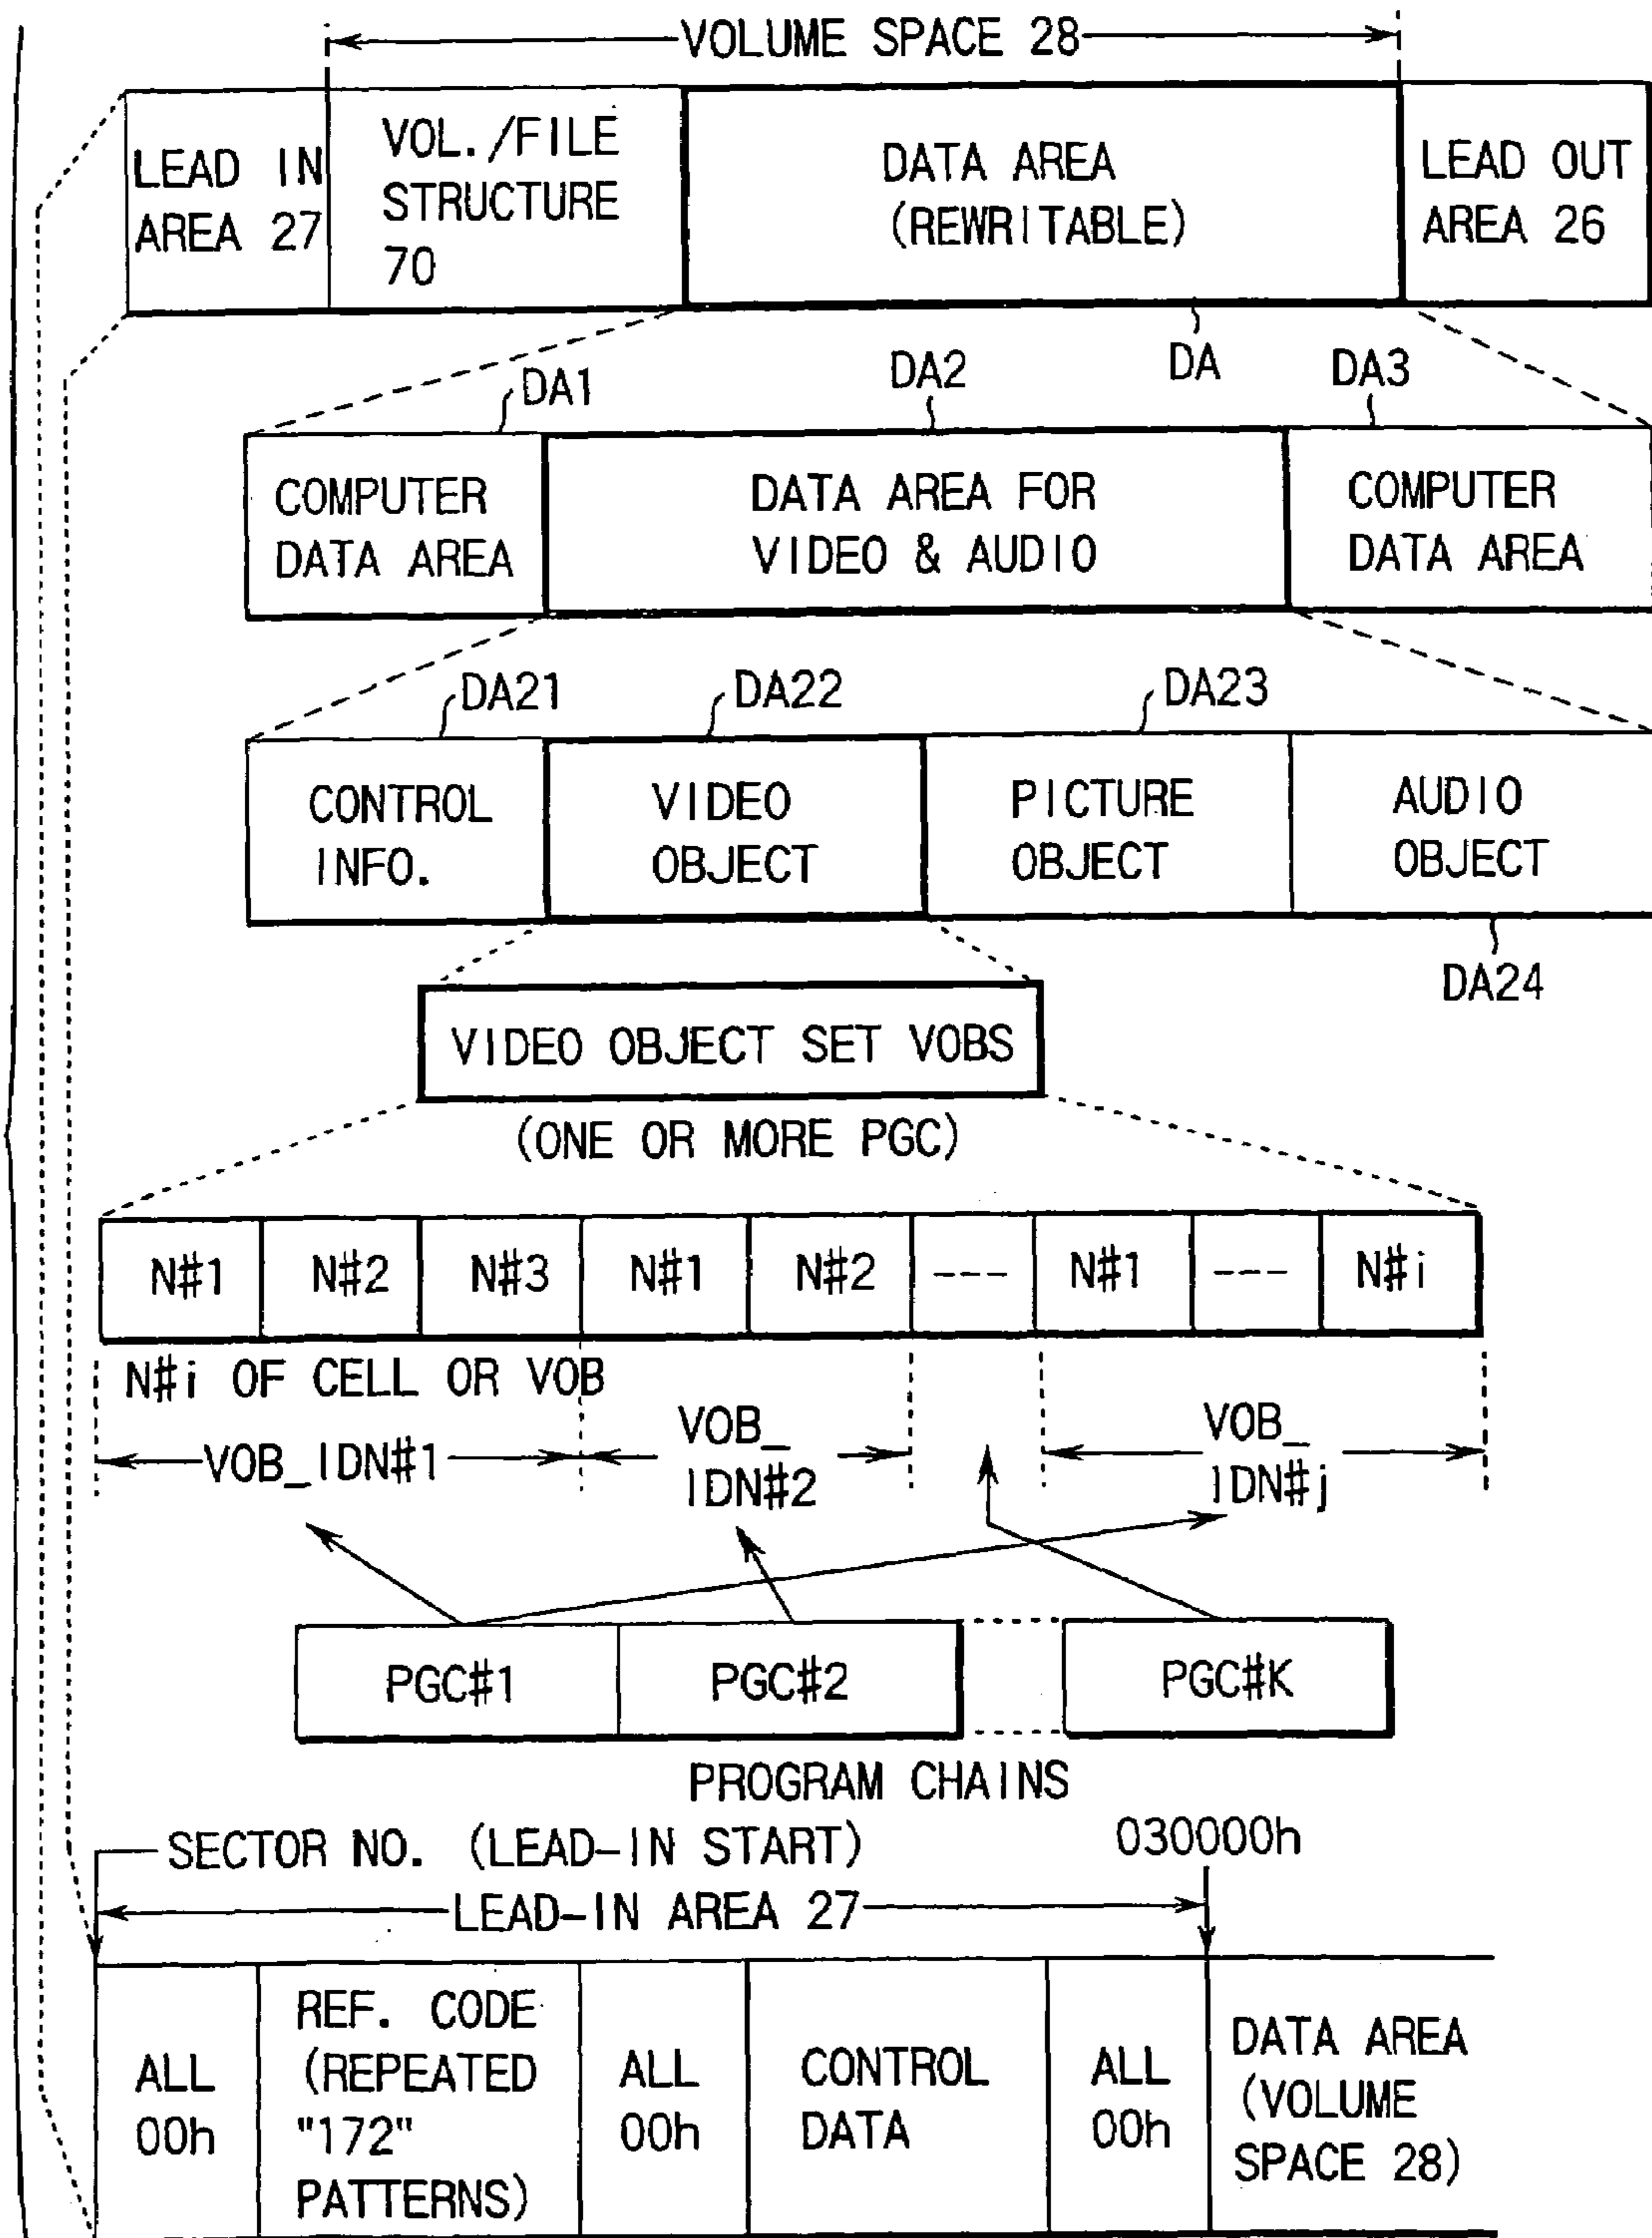 VOLUME SPACE 28
LEAD IN
AREA 27
VOL./FILE
STRUCTURE
70
DATA AREA
(REWRITABLE)
LEAD OUT
AREA 26
DA
DA1
DA2
DA3
COMPUTER
DATA AREA
DATA AREA FOR
VIDEO & AUDIO
COMPUTER
DATA AREA
DA21
DA22
DA23
CONTROL
INFO.
VIDEO
OBJECT
PICTURE
OBJECT
AUDIO
OBJECT
DA24
VIDEO OBJECT SET VOBS
(ONE OR MORE PGC)
N#1
N#2
N#3
N#1
N#2
---
N#1
---
N#i
N#i OF CELL OR VOB
VOB_IDN#1
VOB_
IDN#2
VOB_
IDN#j
PGC#1
PGC#2
PGC#K
PROGRAM CHAINS
SECTOR NO. (LEAD-IN START)
030000h
LEAD-IN AREA 27
ALL
00h
REF. CODE
(REPEATED
"172"
PATTERNS)
ALL
00h
CONTROL
DATA
ALL
00h
DATA AREA
(VOLUME
SPACE 28)